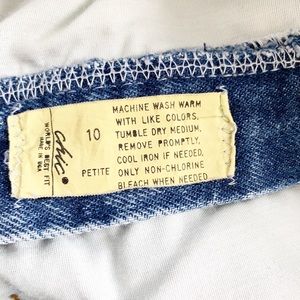 WORLD'S BEST FIT
MADE IN U.S.A.
chic®
10
PETITE
MACHINE WASH WARM
WITH LIKE COLORS,
TUMBLE DRY MEDIUM,
REMOVE PROMPTLY,
COOL IRON IF NEEDED,
ONLY NON-CHLORINE
BLEACH WHEN NEEDED